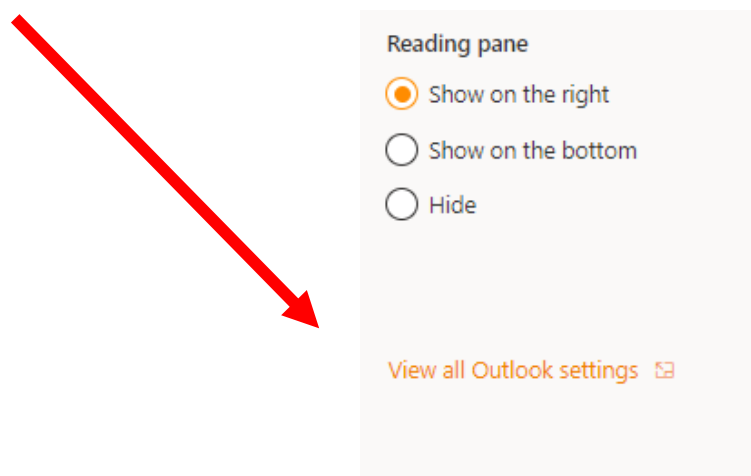 Reading pane
Show on the right
Show on the bottom
Hide
View all Outlook settings